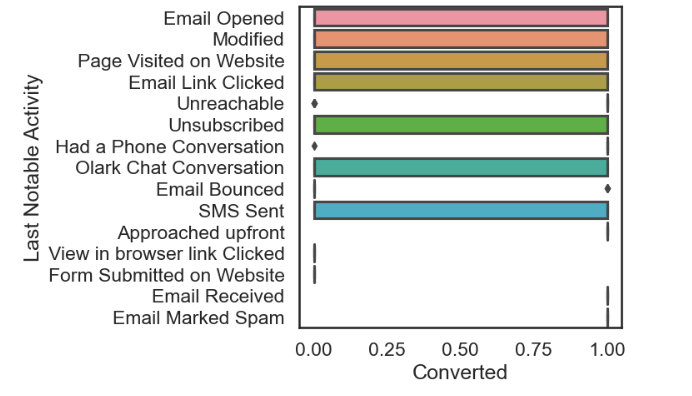 Email Opened
Modified
Page Visited on Website
Email Link Clicked
Unreachable
Unsubscribed
Had a Phone Conversation
Olark Chat Conversation
Email Bounced
SMS Sent
Approached upfront
View in browser link Clicked
Form Submitted on Website
Email Received
Email Marked Spam
Last Notable Activity
0.00 0.25 0.50 0.75 1.00
Converted